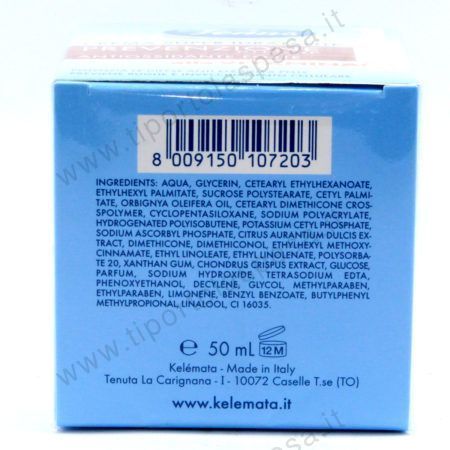 PREVENZIONE
ANTIOSSIDANTE
8 009150 107203
INGREDIENTS: AQUA, GLYCERIN, CETEARYL ETHYLHEXANOATE,
ETHYLHEXYL PALMITATE, SUCROSE POLYSTEARATE, CETYL PALMI-
TATE, ORBIGNYA OLEIFERA OIL, CETEARYL DIMETHICONE CROS-
SPOLYMER, CYCLOPENTASILOXANE, SODIUM POLYACRYLATE,
HYDROGENATED POLYISOBUTENE, POTASSIUM CETYL PHOSPHATE,
SODIUM ASCORBYL PHOSPHATE, CITRUS AURANTIUM DULCIS EX-
TRACT, DIMETHICONE, DIMETHICONOL, ETHYLHEXYL METHOXY-
CINNAMATE, ETHYL LINOLEATE, ETHYL LINOLENATE, POLYSORBA-
TE 20, XANTHAN GUM, CHONDRUS CRISPUS EXTRACT, GLUCOSE,
PARFUM, SODIUM HYDROXIDE, TETRASODIUM EDTA,
PHENOXYETHANOL, DECYLENE, GLYCOL, METHYLPARABEN,
ETHYLPARABEN, LIMONENE, BENZYL BENZOATE, BUTYLPHENYL
METHYLPROPIONAL, LINALOOL, CI 16035.
e 50 mL 12M
Kelémata - Made in Italy
Tenuta La Carignana - I - 10072 Caselle T.se (TO)
www.kelemata.it
www.tiportolaspesa.it